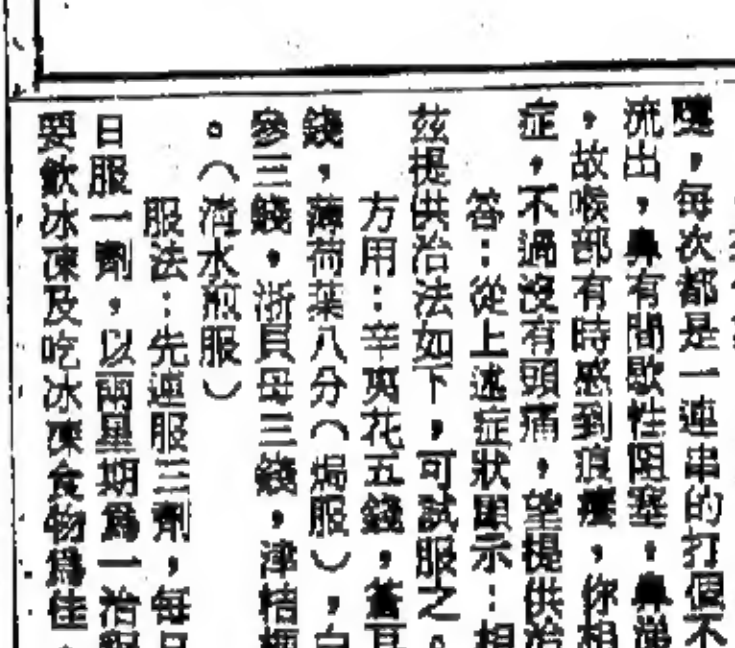 嚏,每次都是一連串的打個不
流出,鼻有間歇性阻塞,鼻涕
,故喉部有時感到痕癢,你相
症,不過沒有頭痛,望提供治
答:從上述症狀顯示:相
茲提供治法如下,可試服之。
方用:辛夷花五錢,蒼耳
錢,薄荷葉八分(焗服),白
參三錢,浙貝母三錢,津桔梗
。(清水煎服)
服法:先連服三劑,每日
日服一劑,以兩星期爲一治
要飲冰凍及吃冰凍食物爲佳,